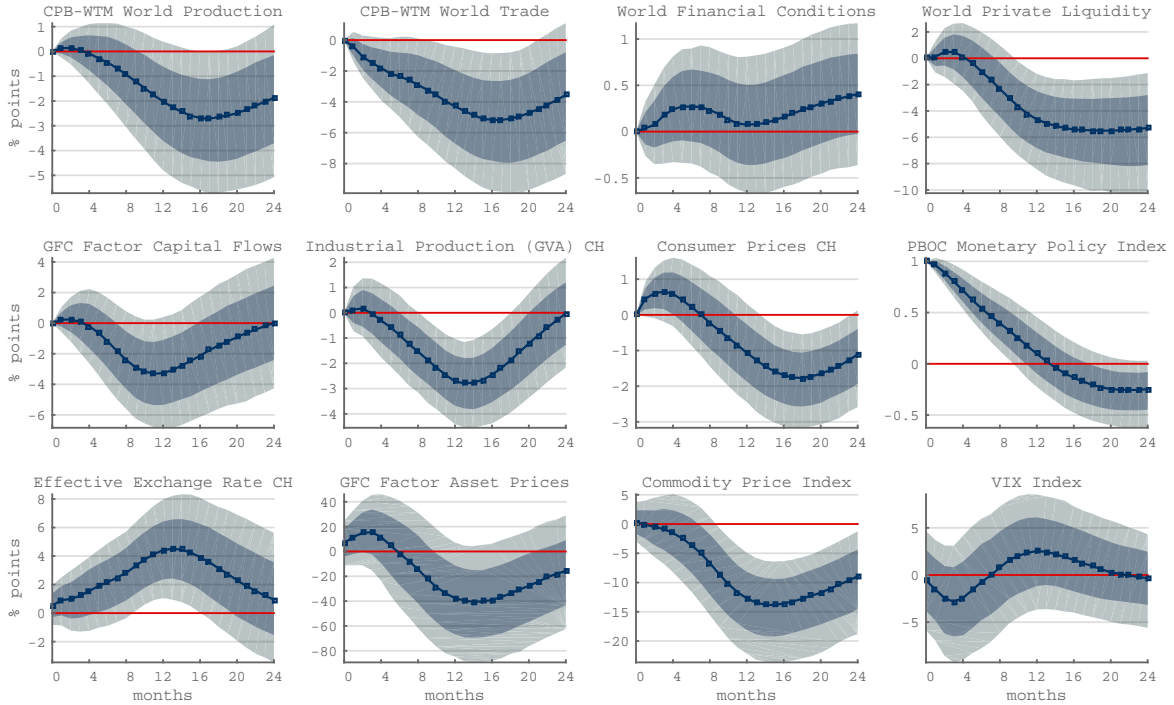 CPB-WTM World Production
1
0
-1
-2
-3
-4
-5
% points
0 4 8 12 16 20 24
CPB-WTM World Trade
0
-2
-4
-6
-8
0 4 8 12 16 20 24
World Financial Conditions
1
0.5
0
-0.5
0 4 8 12 16 20 24
World Private Liquidity
2
0
-2
-4
-6
-8
-10
0 4 8 12 16 20 24
GFC Factor Capital Flows
4
2
0
-2
-4
-6
% points
0 4 8 12 16 20 24
Industrial Production (GVA) CH
2
1
0
-1
-2
-3
-4
0 4 8 12 16 20 24
Consumer Prices CH
1
0
-1
-2
-3
0 4 8 12 16 20 24
PBOC Monetary Policy Index
1
0.5
0
-0.5
0 4 8 12 16 20 24
Effective Exchange Rate CH
8
6
4
2
0
-2
% points
0 4 8 12 16 20 24
months
GFC Factor Asset Prices
40
20
0
-20
-40
-60
-80
0 4 8 12 16 20 24
months
Commodity Price Index
5
0
-5
-10
-15
-20
0 4 8 12 16 20 24
months
VIX Index
5
0
-5
0 4 8 12 16 20 24
months